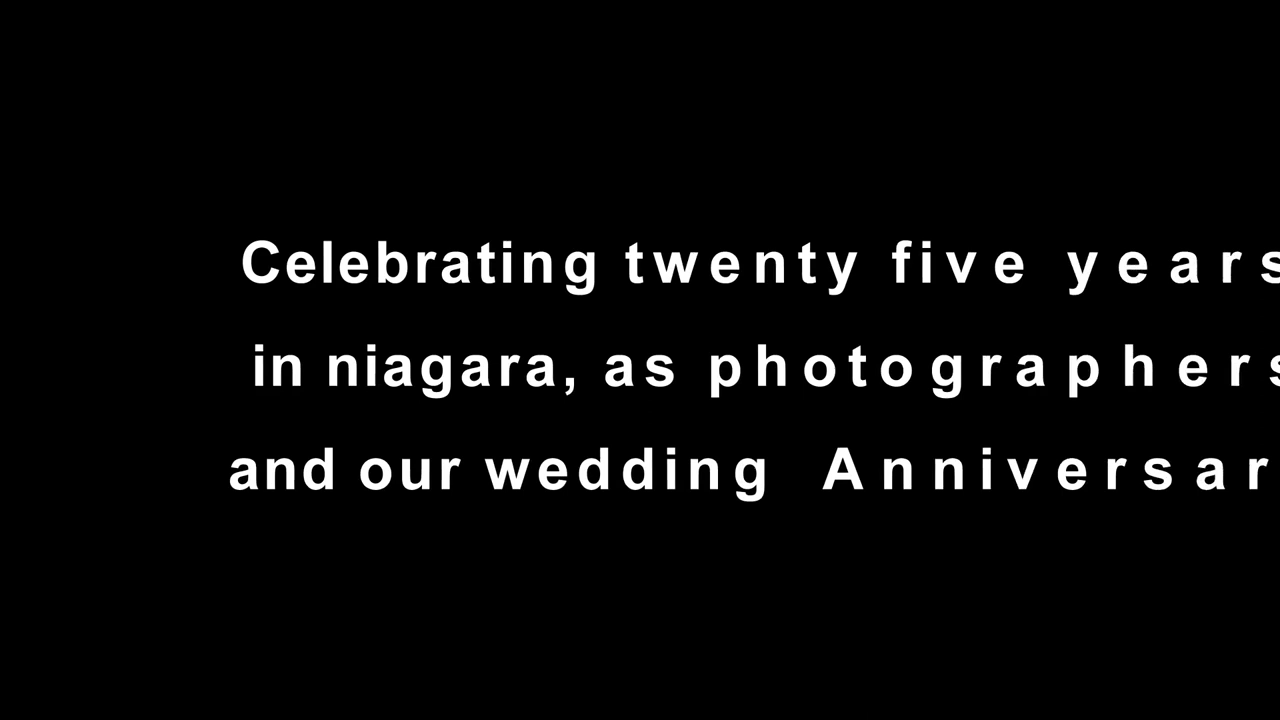 Celebrating twenty five years
in niagara, as photographers
and our wedding Anniversar